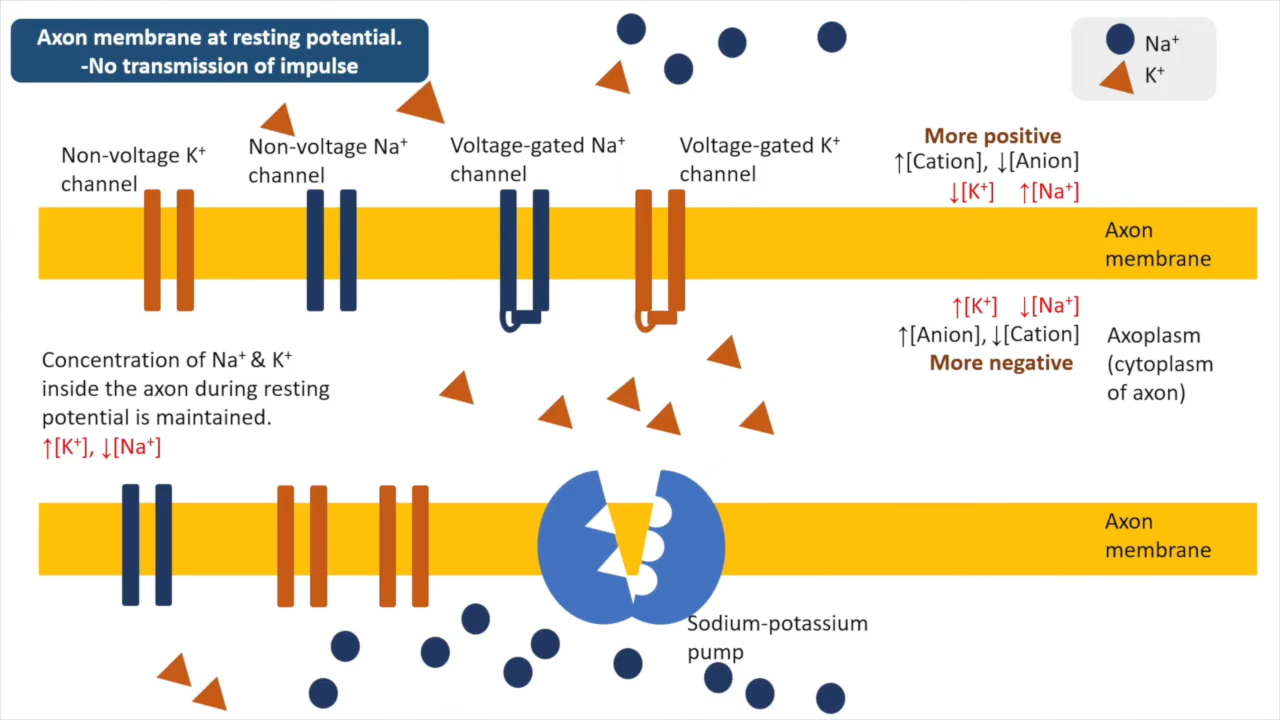 Axon membrane at resting potential.
-No transmission of impulse
Na⁺
K⁺
Non-voltage K⁺
channel
Non-voltage Na⁺
channel
Voltage-gated Na⁺
channel
Voltage-gated K⁺
channel
More positive
↑[Cation], ↓[Anion]
↓[K⁺] ↑[Na⁺]
Axon
membrane
↑[K⁺] ↓[Na⁺]
↑[Anion], ↓[Cation]
More negative
Axoplasm
(cytoplasm
of axon)
Concentration of Na⁺ & K⁺
inside the axon during resting
potential is maintained.
↑[K⁺], ↓[Na⁺]
Axon
membrane
Sodium-potassium
pump